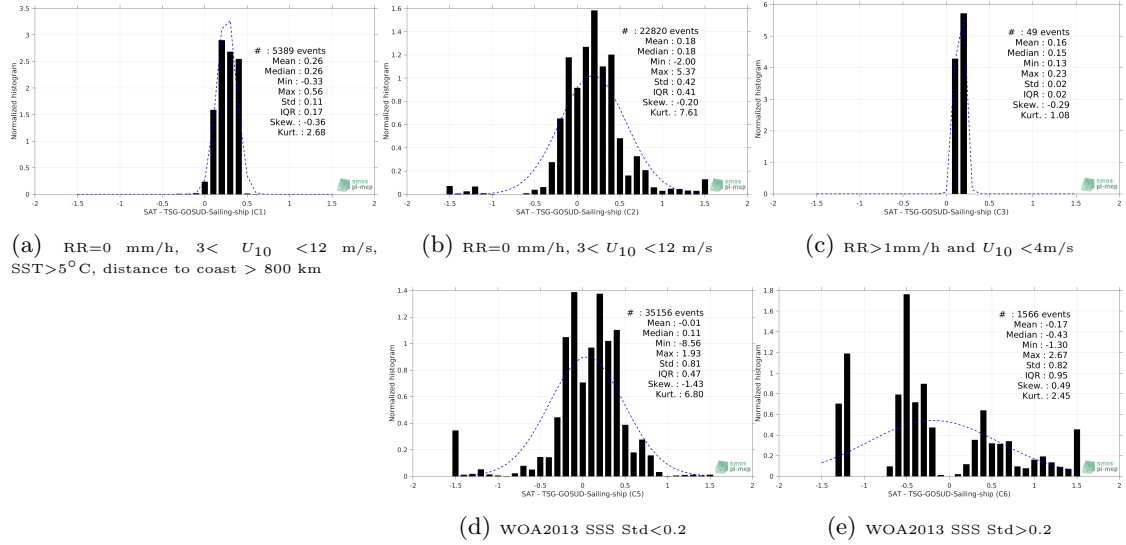 3.5
3
2.5
2
1.5
1
0.5
0
-2
-1.5
-1
-0.5
0
0.5
1
1.5
2
Normalized histogram
SAT - TSG-GOSUD-Sailing-ship (C1)
# : 5389 events
Mean : 0.26
Median : 0.26
Min : -0.33
Max : 0.56
Std : 0.11
IQR : 0.17
Skew. : -0.36
Kurt. : 2.68
smos
pi-mep
(a) RR=0 mm/h, 3< U10 <12 m/s,
SST>5°C, distance to coast > 800 km
1.6
1.4
1.2
1
0.8
0.6
0.4
0.2
0
-2
-1.5
-1
-0.5
0
0.5
1
1.5
2
Normalized histogram
SAT - TSG-GOSUD-Sailing-ship (C2)
# : 22820 events
Mean : 0.18
Median : 0.18
Min : -2.00
Max : 5.37
Std : 0.42
IQR : 0.41
Skew. : -0.20
Kurt. : 7.61
smos
pi-mep
(b) RR=0 mm/h, 3< U10 <12 m/s
6
5
4
3
2
1
0
-2
-1.5
-1
-0.5
0
0.5
1
1.5
2
Normalized histogram
SAT - TSG-GOSUD-Sailing-ship (C3)
# : 49 events
Mean : 0.16
Median : 0.15
Min : 0.13
Max : 0.23
Std : 0.02
IQR : 0.02
Skew. : -0.29
Kurt. : 1.08
smos
pi-mep
(c) RR>1mm/h and U10 <4m/s
1.4
1.2
1
0.8
0.6
0.4
0.2
0
-2
-1.5
-1
-0.5
0
0.5
1
1.5
2
Normalized histogram
SAT - TSG-GOSUD-Sailing-ship (C5)
# : 35156 events
Mean : -0.01
Median : 0.11
Min : -8.56
Max : 1.93
Std : 0.81
IQR : 0.47
Skew. : -1.43
Kurt. : 6.80
smos
pi-mep
(d) WOA2013 SSS Std<0.2
1.8
1.6
1.4
1.2
1
0.8
0.6
0.4
0.2
0
-2
-1.5
-1
-0.5
0
0.5
1
1.5
2
Normalized histogram
SAT - TSG-GOSUD-Sailing-ship (C6)
# : 1566 events
Mean : -0.17
Median : -0.43
Min : -1.30
Max : 2.67
Std : 0.82
IQR : 0.95
Skew. : 0.49
Kurt. : 2.45
smos
pi-mep
(e) WOA2013 SSS Std>0.2